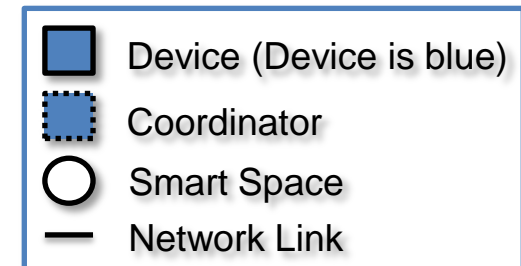 Device (Device is blue)
Coordinator
Smart Space
Network Link